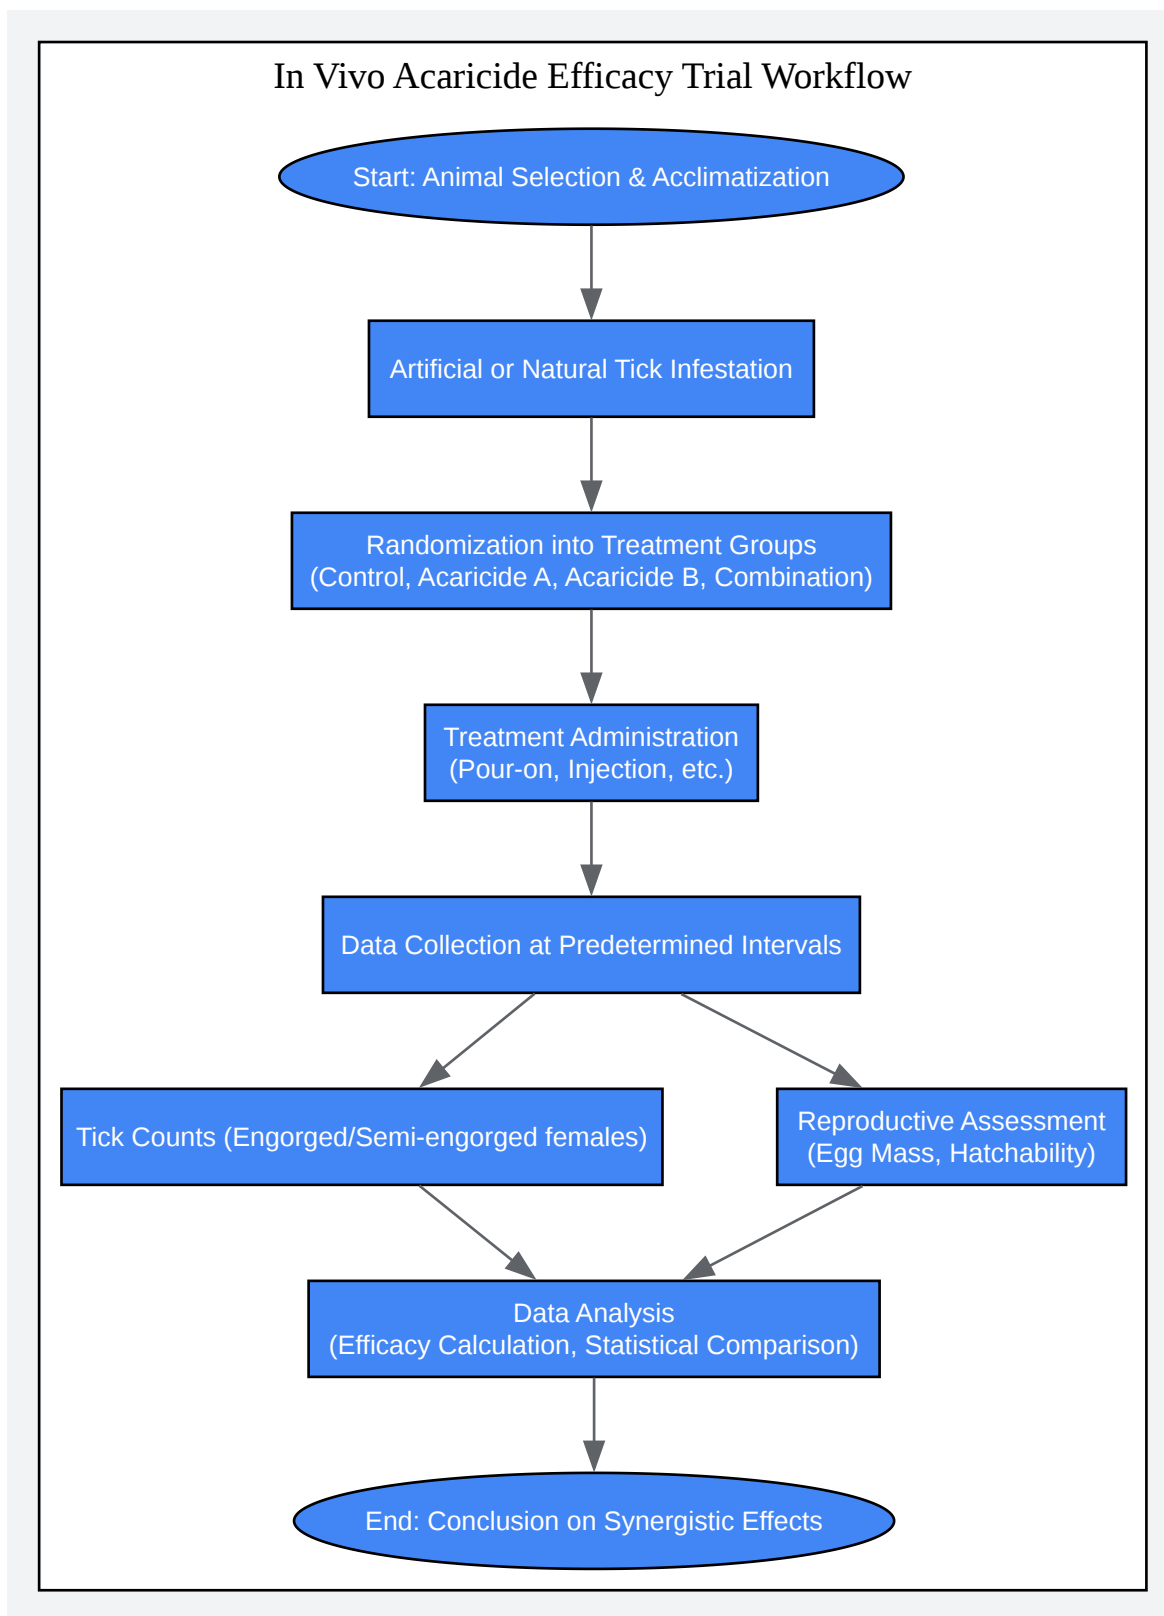 In Vivo Acaricide Efficacy Trial Workflow
Start: Animal Selection & Acclimatization
Artificial or Natural Tick Infestation
Randomization into Treatment Groups
(Control, Acaricide A, Acaricide B, Combination)
Treatment Administration
(Pour-on, Injection, etc.)
Data Collection at Predetermined Intervals
Tick Counts (Engorged/Semi-engorged females)
Reproductive Assessment
(Egg Mass, Hatchability)
Data Analysis
(Efficacy Calculation, Statistical Comparison)
End: Conclusion on Synergistic Effects